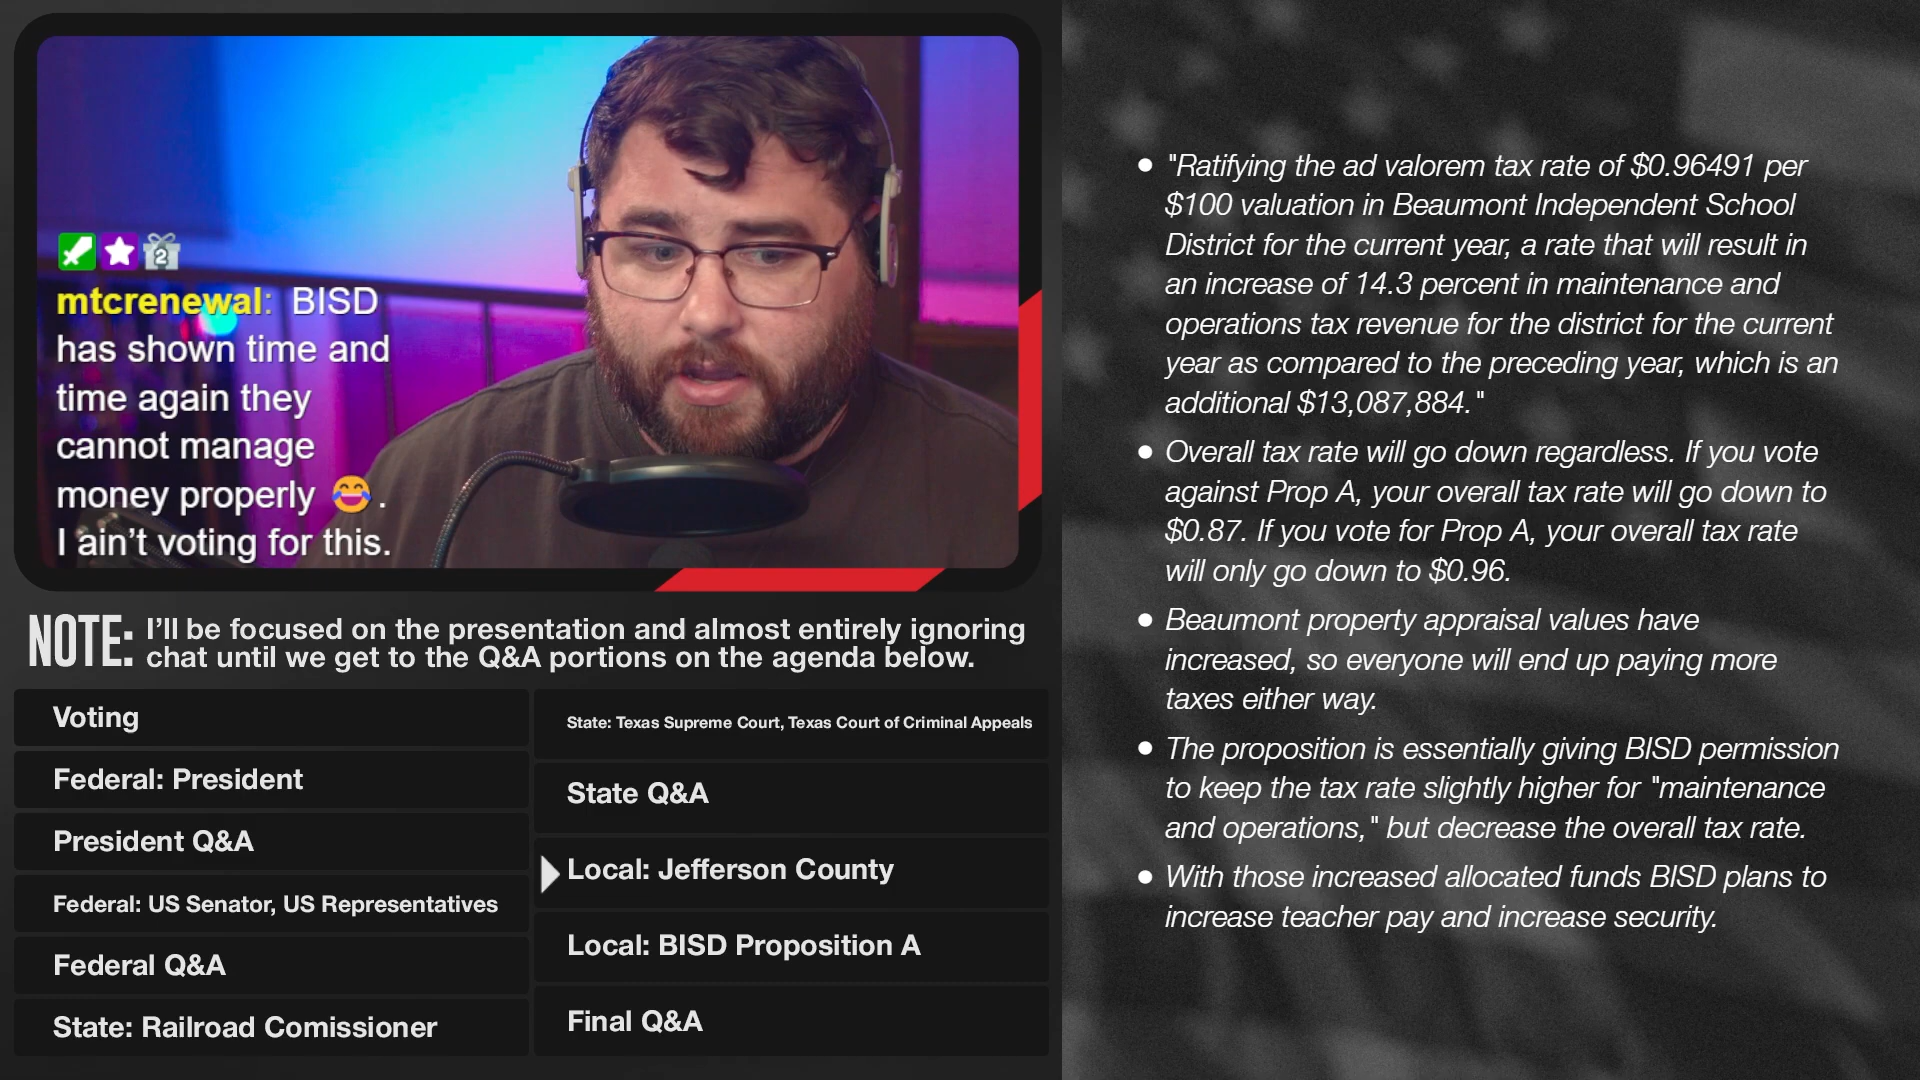 2
mtcrenewal: BISD
has shown time and
time again they
cannot manage
money properly 😂.
I ain't voting for this.
NOTE: I'll be focused on the presentation and almost entirely ignoring
chat until we get to the Q&A portions on the agenda below.
Voting
Federal: President
President Q&A
Federal: US Senator, US Representatives
Federal Q&A
State: Railroad Comissioner
State: Texas Supreme Court, Texas Court of Criminal Appeals
State Q&A
Local: Jefferson County
Local: BISD Proposition A
Final Q&A
• "Ratifying the ad valorem tax rate of $0.96491 per
$100 valuation in Beaumont Independent School
District for the current year, a rate that will result in
an increase of 14.3 percent in maintenance and
operations tax revenue for the district for the current
year as compared to the preceding year, which is an
additional $13,087,884."
• Overall tax rate will go down regardless. If you vote
against Prop A, your overall tax rate will go down to
$0.87. If you vote for Prop A, your overall tax rate
will only go down to $0.96.
• Beaumont property appraisal values have
increased, so everyone will end up paying more
taxes either way.
• The proposition is essentially giving BISD permission
to keep the tax rate slightly higher for "maintenance
and operations," but decrease the overall tax rate.
• With those increased allocated funds BISD plans to
increase teacher pay and increase security.